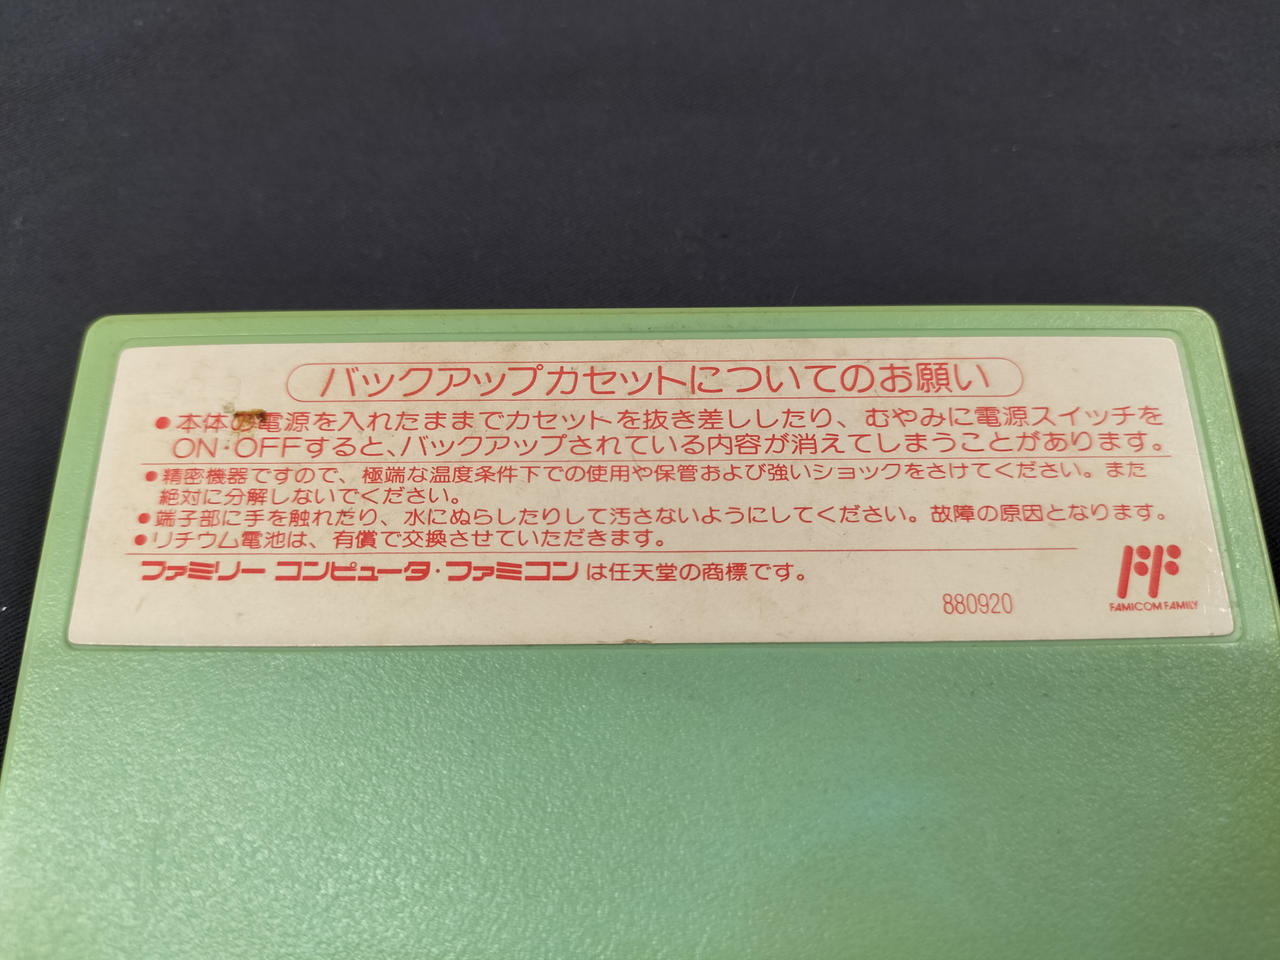 バックアップカセットについてのお願い
●本体の電源を入れたままでカセットを抜き差ししたり、むやみに電源スイッチを
ON・OFFすると、バックアップされている内容が消えてしまうことがあります。
●精密機器ですので、極端な温度条件下での使用や保管および強いショックをさけてください。また
絶対に分解しないでください。
●端子部に手を触れたり、水にぬらしたりして汚さないようにしてください。故障の原因となります。
●リチウム電池は、有償で交換させていただきます。
ファミリー コンピュータ・ファミコン は任天堂の商標です。
880920
FAMICOM FAMILY